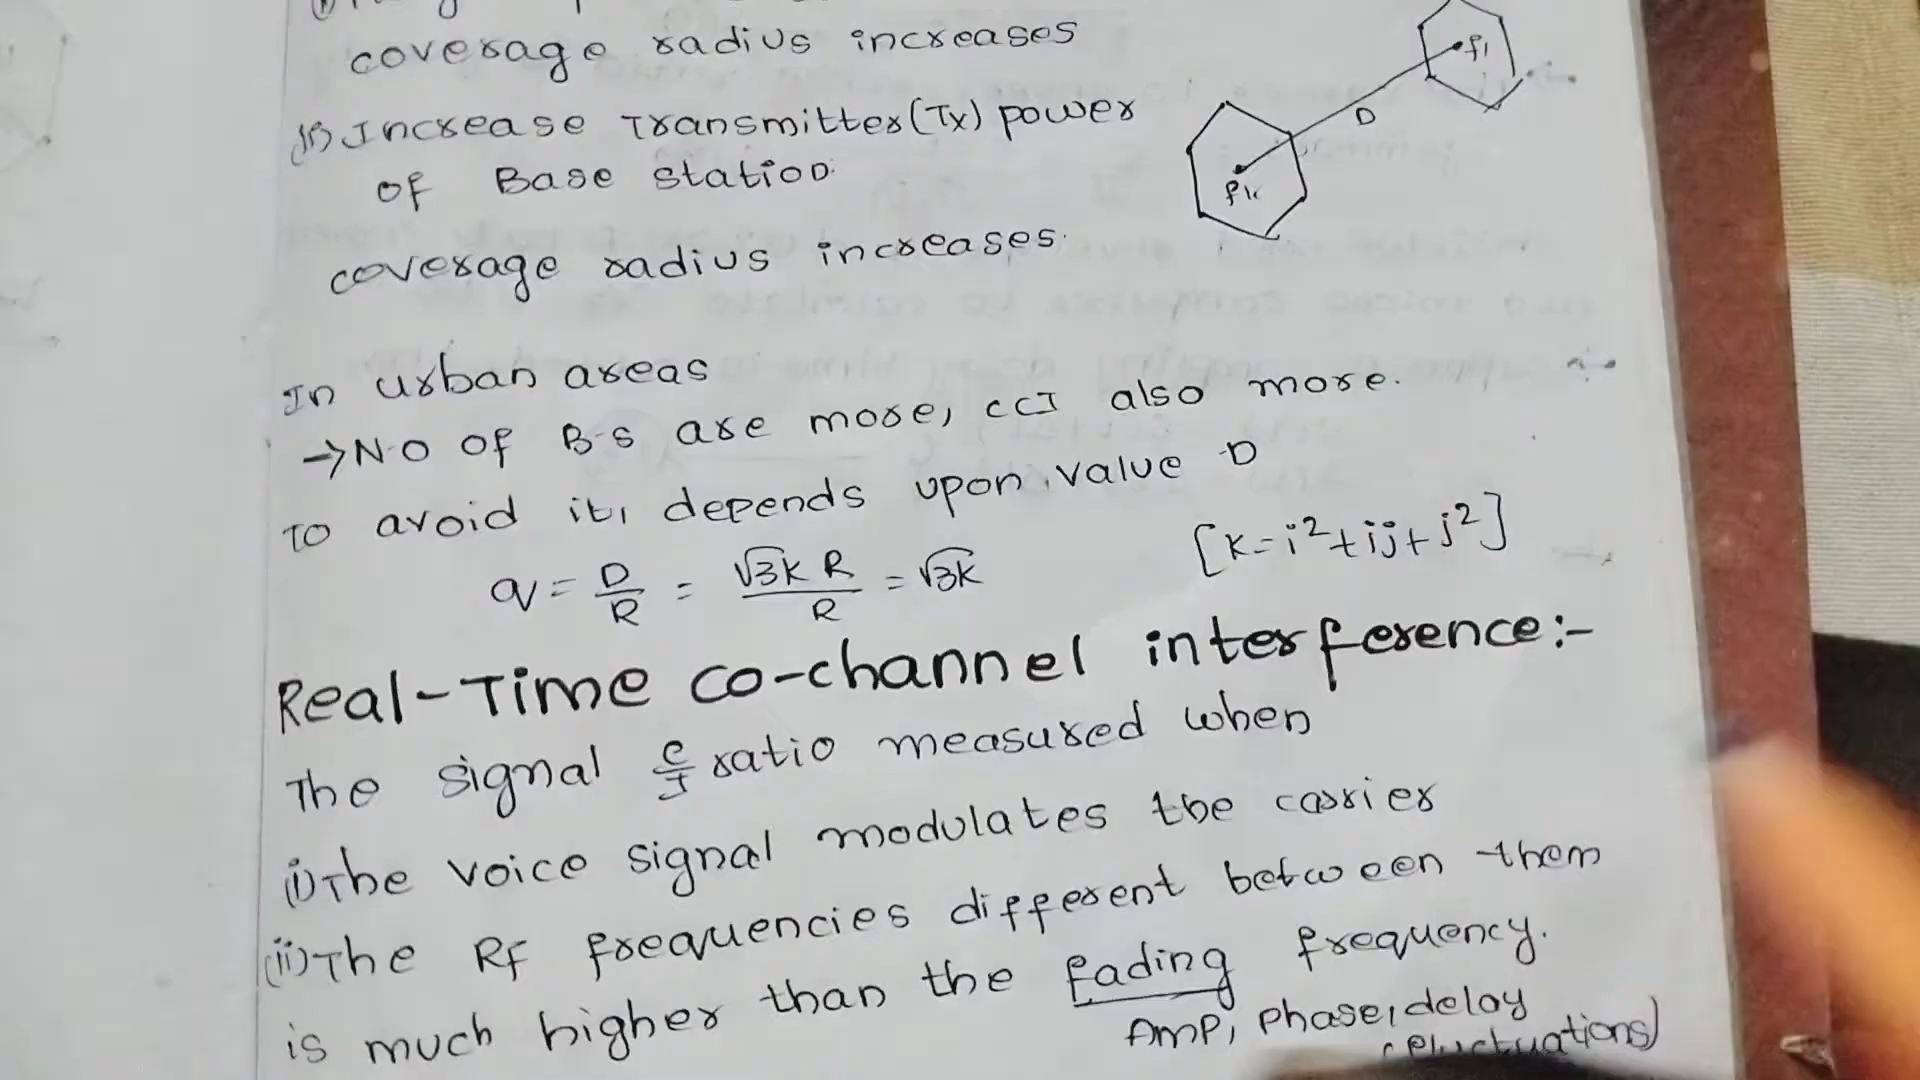 coverage radius increases
(ii) Increase Transmitter (Tx) power
of Base station.
coverage radius increases.
f1
D
f1
In urban areas
→ N.O of B.S are more, CCI also more.
To avoid it, depends upon value D
q = D/R = √3K R/R = √3K [K = i² + ij + j²]
Real-Time co-channel interference:-
The signal C/I ratio measured when
(i) The voice signal modulates the carrier
(ii) The RF frequencies different between them
is much higher than the fading frequency.
Amp, phase, delay
(fluctuations)